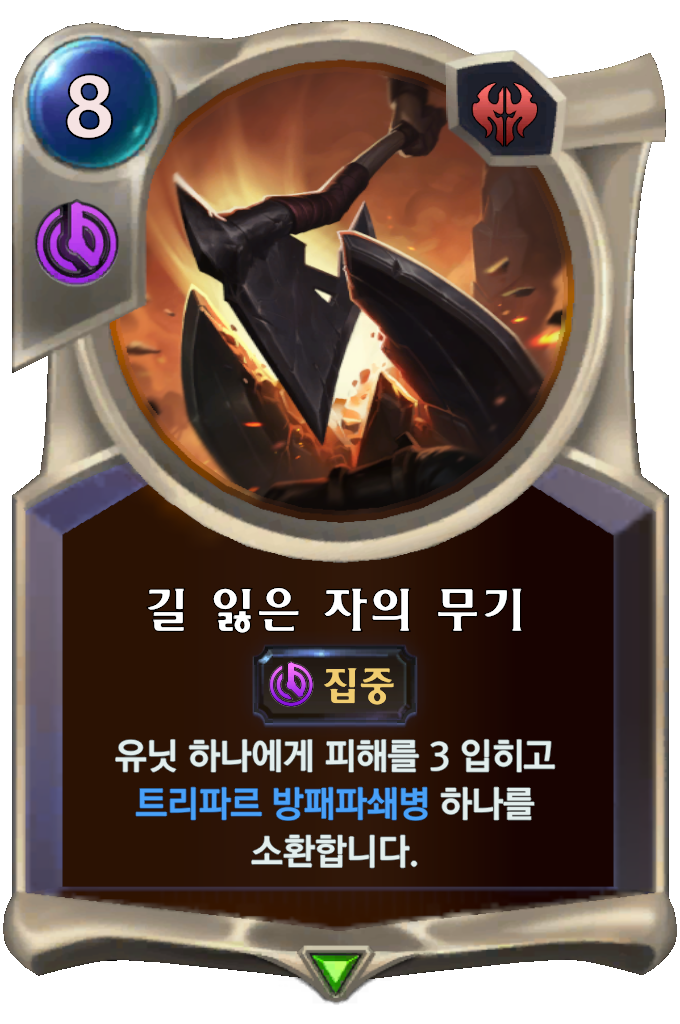 8
길 잃은 자의 무기
집중
유닛 하나에게 피해를 3 입히고
트리파르 방패파쇄병 하나를
소환합니다.